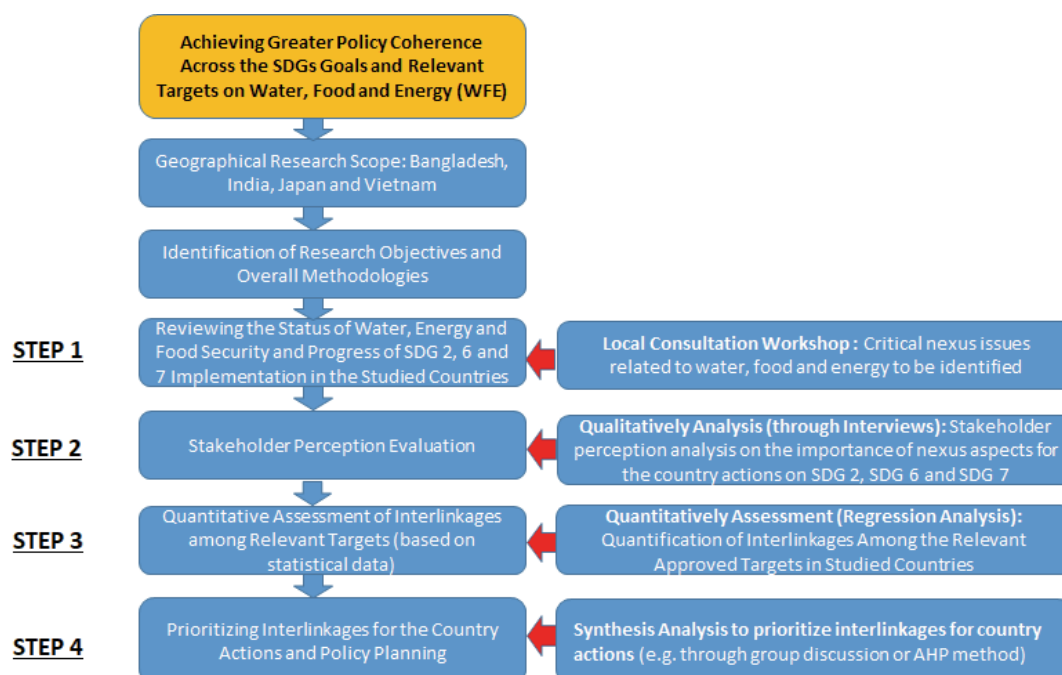 Achieving Greater Policy Coherence
Across the SDGs Goals and Relevant
Targets on Water, Food and Energy (WFE)
Geographical Research Scope: Bangladesh,
India, Japan and Vietnam
Identification of Research Objectives and
Overall Methodologies
STEP 1
Reviewing the Status of Water, Energy and
Food Security and Progress of SDG 2, 6 and
7 Implementation in the Studied Countries
Local Consultation Workshop : Critical nexus issues
related to water, food and energy to be identified
STEP 2
Stakeholder Perception Evaluation
Qualitatively Analysis (through Interviews): Stakeholder
perception analysis on the importance of nexus aspects for
the country actions on SDG 2, SDG 6 and SDG 7
STEP 3
Quantitative Assessment of Interlinkages
among Relevant Targets (based on
statistical data)
Quantitatively Assessment (Regression Analysis):
Quantification of Interlinkages Among the Relevant
Approved Targets in Studied Countries
STEP 4
Prioritizing Interlinkages for the Country
Actions and Policy Planning
Synthesis Analysis to prioritize interlinkages for country
actions (e.g. through group discussion or AHP method)